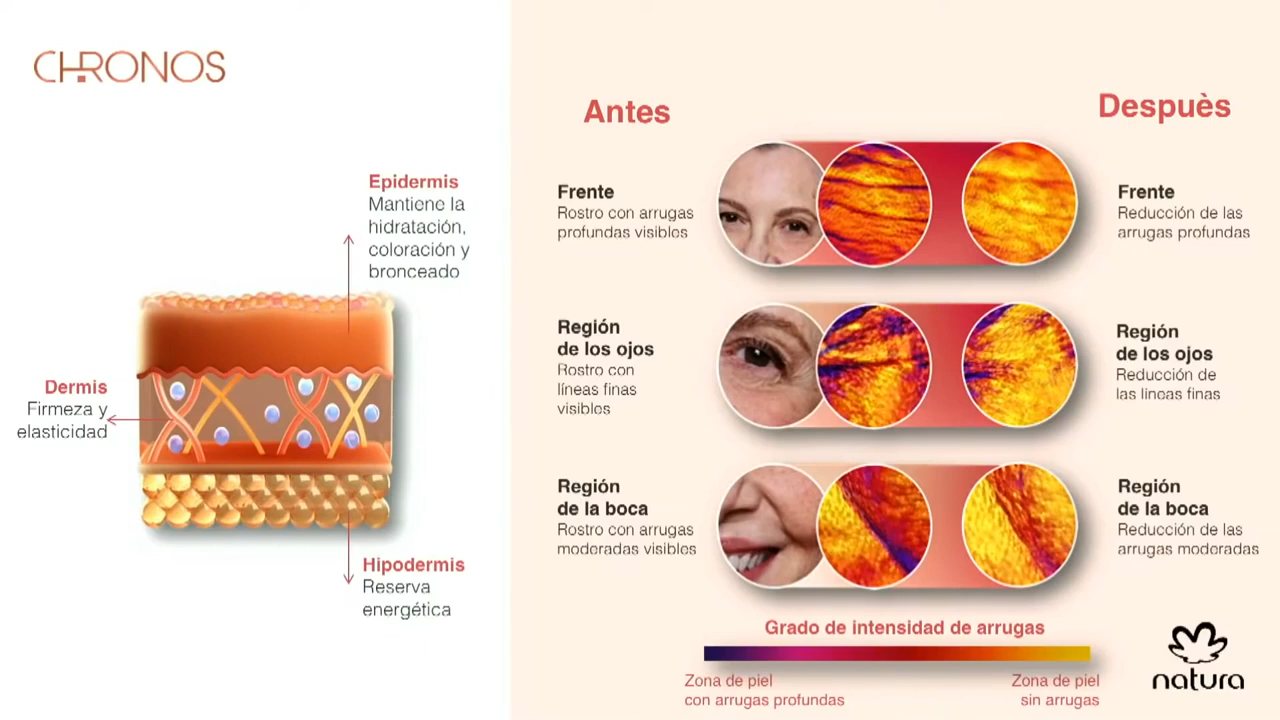 CHRONOS
Epidermis
Mantiene la
hidratación,
coloración y
bronceado
Dermis
Firmeza y
elasticidad
Hipodermis
Reserva
energética
Antes
Despuès
Frente
Rostro con arrugas
profundas visibles
Frente
Reducción de las
arrugas profundas
Región
de los ojos
Rostro con
líneas finas
visibles
Región
de los ojos
Reducción de
las lineas finas
Región
de la boca
Rostro con arrugas
moderadas visibles
Región
de la boca
Reducción de las
arrugas moderadas
Grado de intensidad de arrugas
Zona de piel
con arrugas profundas
Zona de piel
sin arrugas
natura